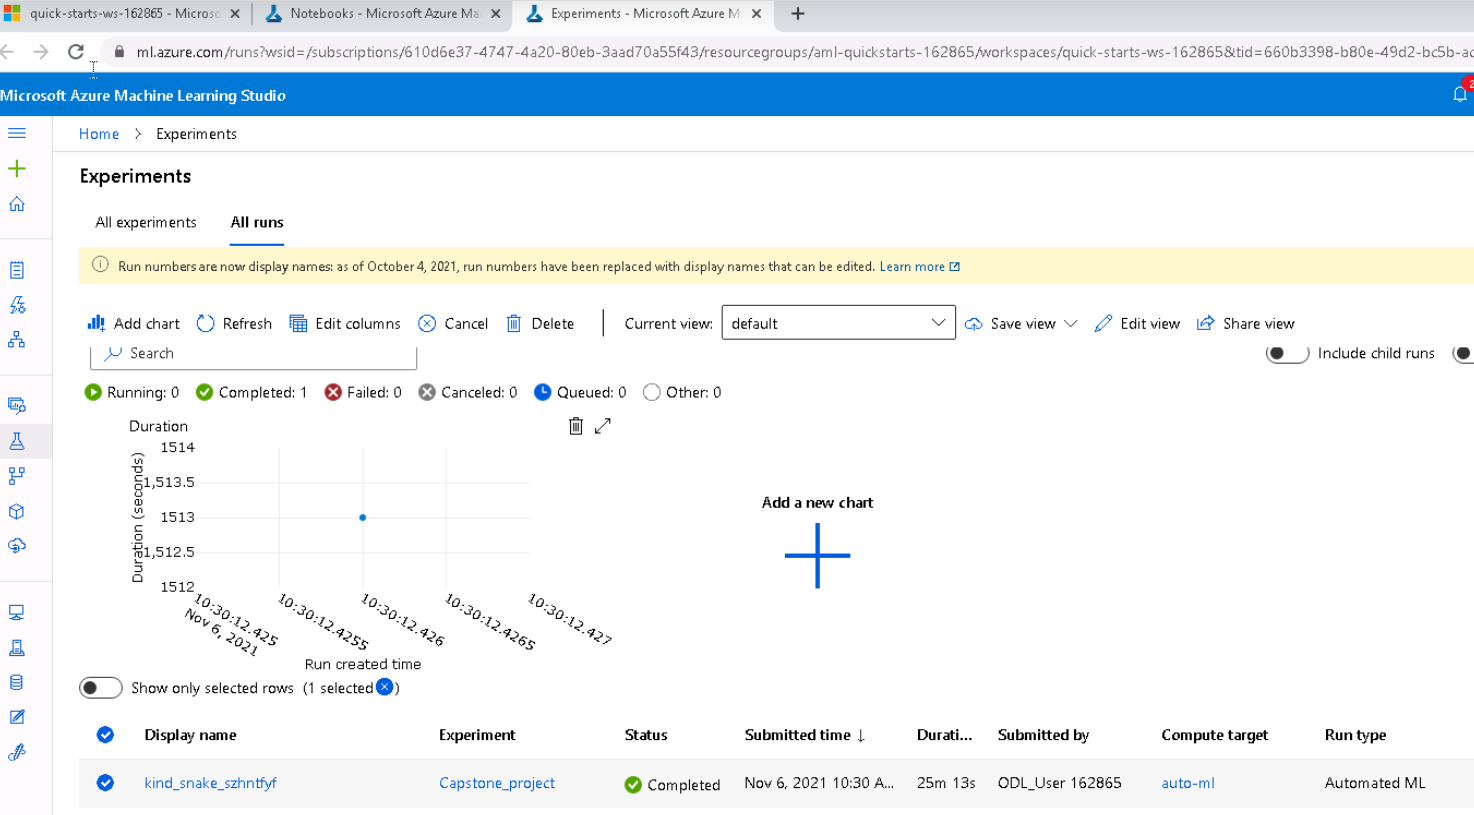 quick-starts-ws-162865 - Microso
Notebooks - Microsoft Azure Ma
Experiments - Microsoft Azure M
ml.azure.com/runs?wsid=/subscriptions/610d6e37-4747-4a20-80eb-3aad70a55f43/resourcegroups/aml-quickstarts-162865/workspaces/quick-starts-ws-162865&tid=660b3398-b80e-49d2-bc5b-ac
Microsoft Azure Machine Learning Studio
2
Home > Experiments
Experiments
All experiments All runs
Run numbers are now display names: as of October 4, 2021, run numbers have been replaced with display names that can be edited. Learn more
Add chart Refresh Edit columns Cancel Delete Current view: default Save view Edit view Share view
Search Include child runs
Running: 0 Completed: 1 Failed: 0 Canceled: 0 Queued: 0 Other: 0
Duration
Duration (seconds)
1514
1,513.5
1513
1,512.5
1512
10:30:12.425
Nov 6, 2021
10:30:12.4255
10:30:12.426
10:30:12.4265
10:30:12.427
Run created time
Add a new chart
Show only selected rows (1 selected )
Display name Experiment Status Submitted time ↓ Durati... Submitted by Compute target Run type
kind_snake_szhntfyf Capstone_project Completed Nov 6, 2021 10:30 A... 25m 13s ODL_User 162865 auto-ml Automated ML